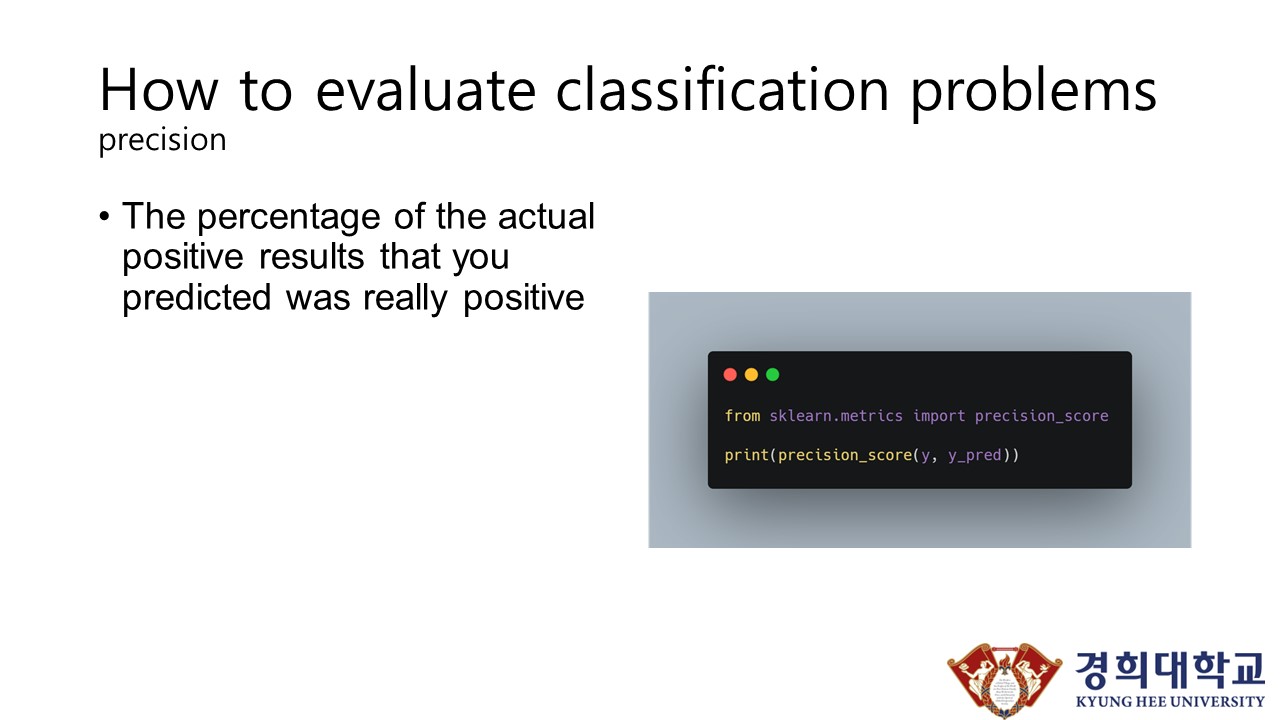 How to evaluate classification problems
precision
• The percentage of the actual
positive results that you
predicted was really positive
from sklearn.metrics import precision_score
print(precision_score(y, y_pred))
경희대학교
KYUNG HEE UNIVERSITY